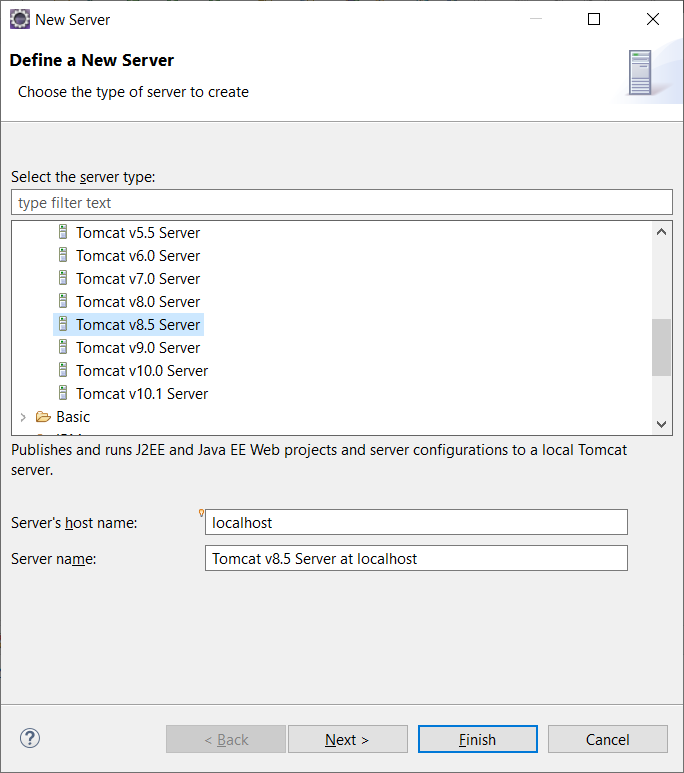 New Server
Define a New Server
Choose the type of server to create
Select the server type:
type filter text
Tomcat v5.5 Server
Tomcat v6.0 Server
Tomcat v7.0 Server
Tomcat v8.0 Server
Tomcat v8.5 Server
Tomcat v9.0 Server
Tomcat v10.0 Server
Tomcat v10.1 Server
Basic
Publishes and runs J2EE and Java EE Web projects and server configurations to a local Tomcat
server.
Server's host name:
localhost
Server name:
Tomcat v8.5 Server at localhost
< Back
Next >
Finish
Cancel